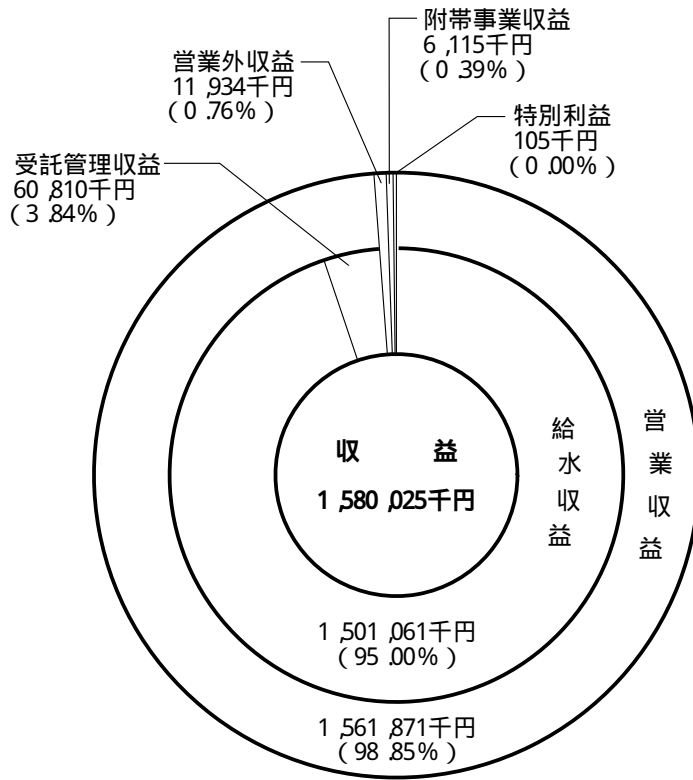 附帯事業収益
6,115千円
(0.39%)
営業外収益
11,934千円
(0.76%)
特別利益
105千円
(0.00%)
受託管理収益
60,810千円
(3.84%)
収 益
1,580,025千円
給水収益
営業収益
1,501,061千円
(95.00%)
1,561,871千円
(98.85%)